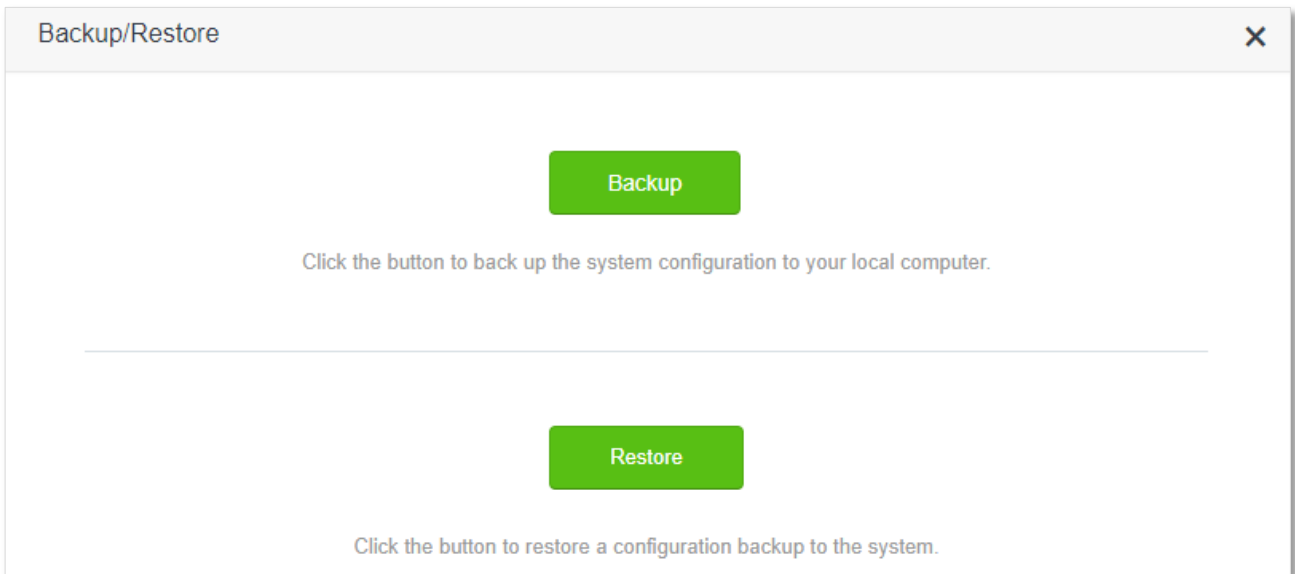 Backup/Restore
Backup
Click the button to back up the system configuration to your local computer.
Restore
Click the button to restore a configuration backup to the system.